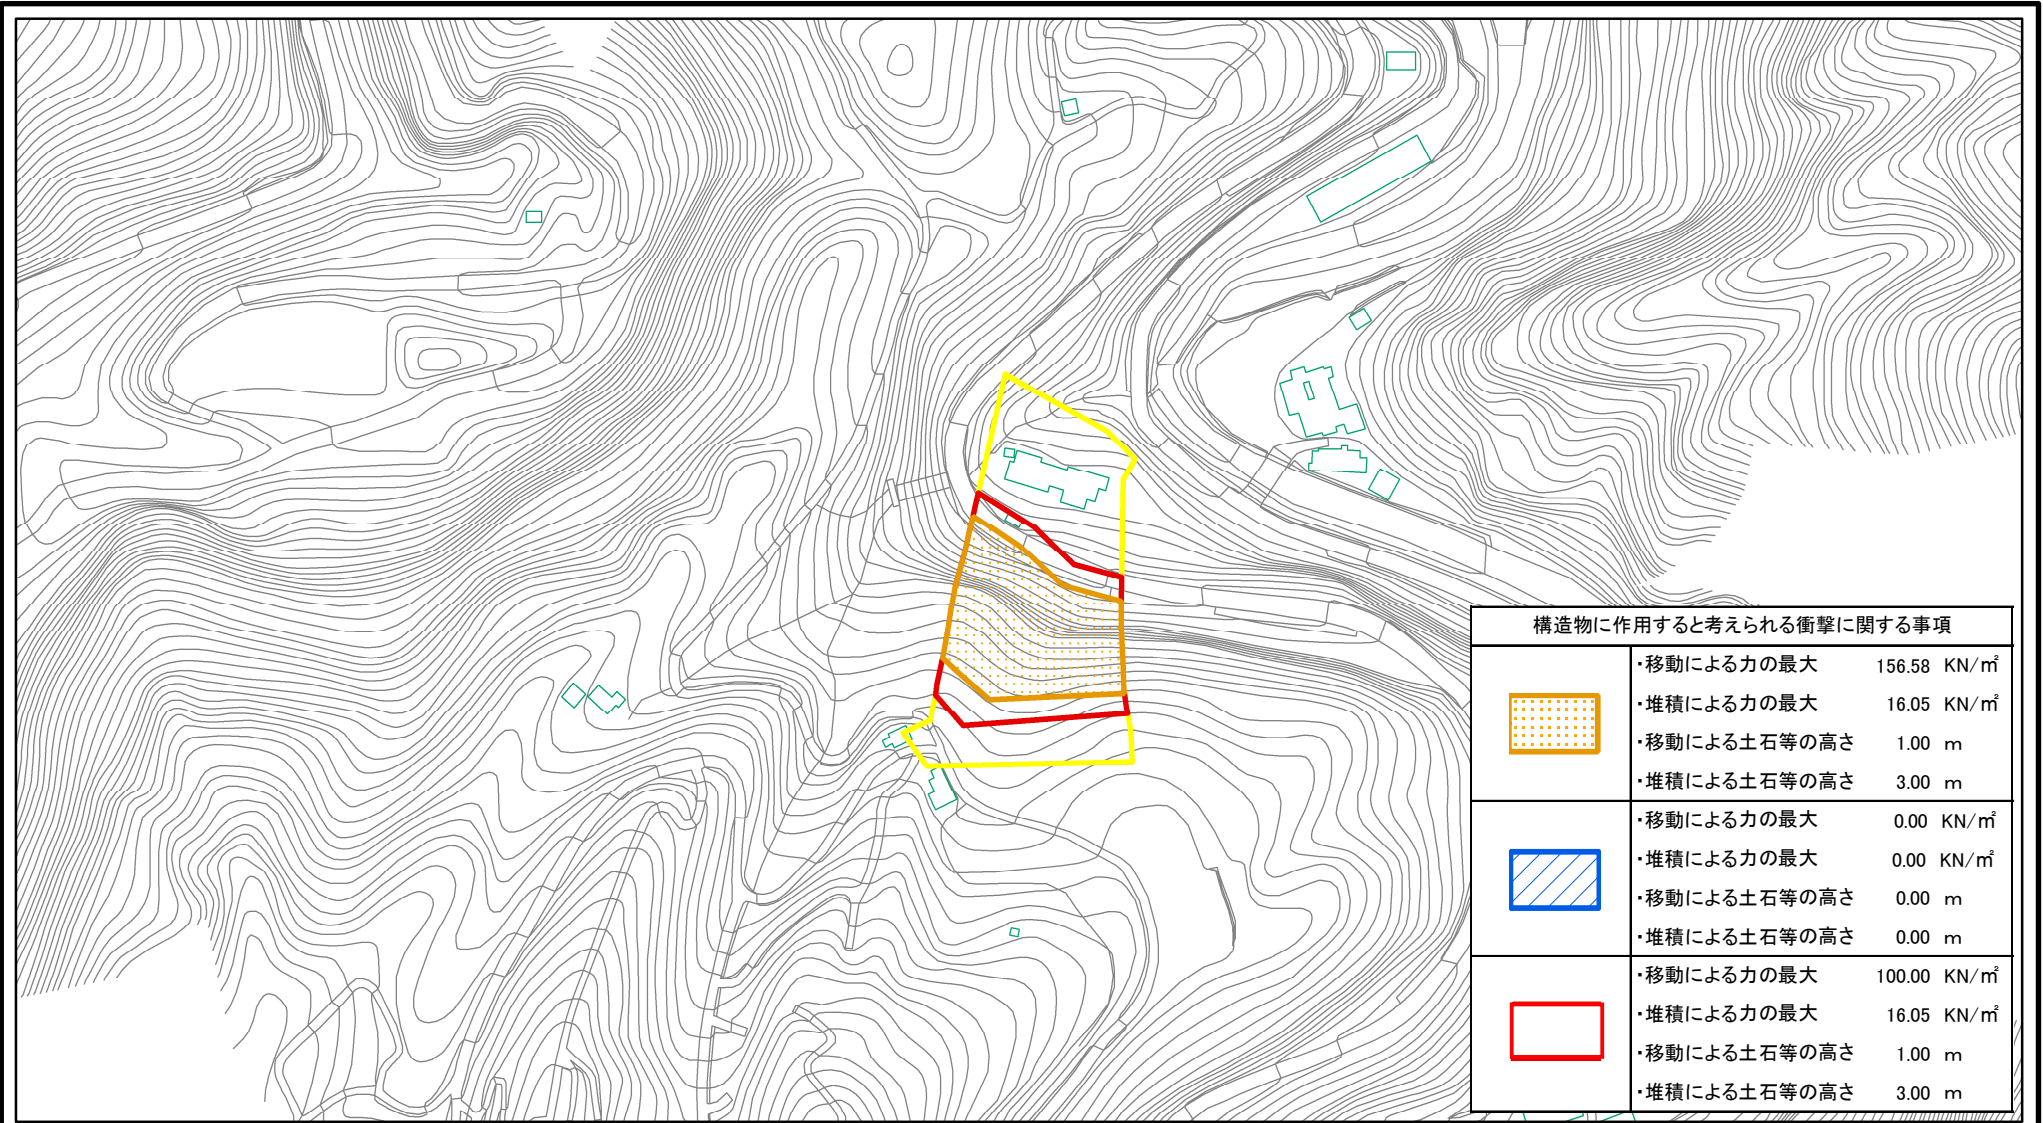 構造物に作用すると考えられる衝撃に関する事項
・移動による力の最大 156.58 KN/㎡
・堆積による力の最大 16.05 KN/㎡
・移動による土石等の高さ 1.00 m
・堆積による土石等の高さ 3.00 m
・移動による力の最大 0.00 KN/㎡
・堆積による力の最大 0.00 KN/㎡
・移動による土石等の高さ 0.00 m
・堆積による土石等の高さ 0.00 m
・移動による力の最大 100.00 KN/㎡
・堆積による力の最大 16.05 KN/㎡
・移動による土石等の高さ 1.00 m
・堆積による土石等の高さ 3.00 m